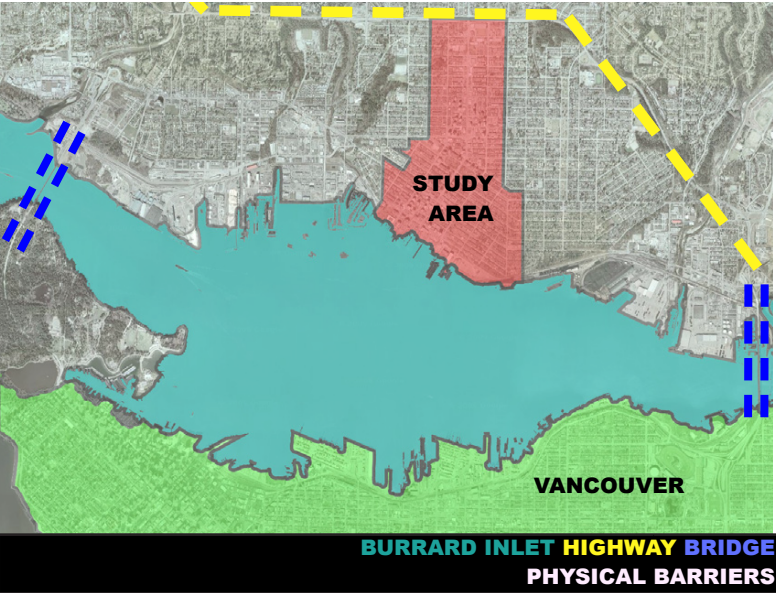 STUDY
AREA
VANCOUVER
BURRARD INLET HIGHWAY BRIDGE
PHYSICAL BARRIERS